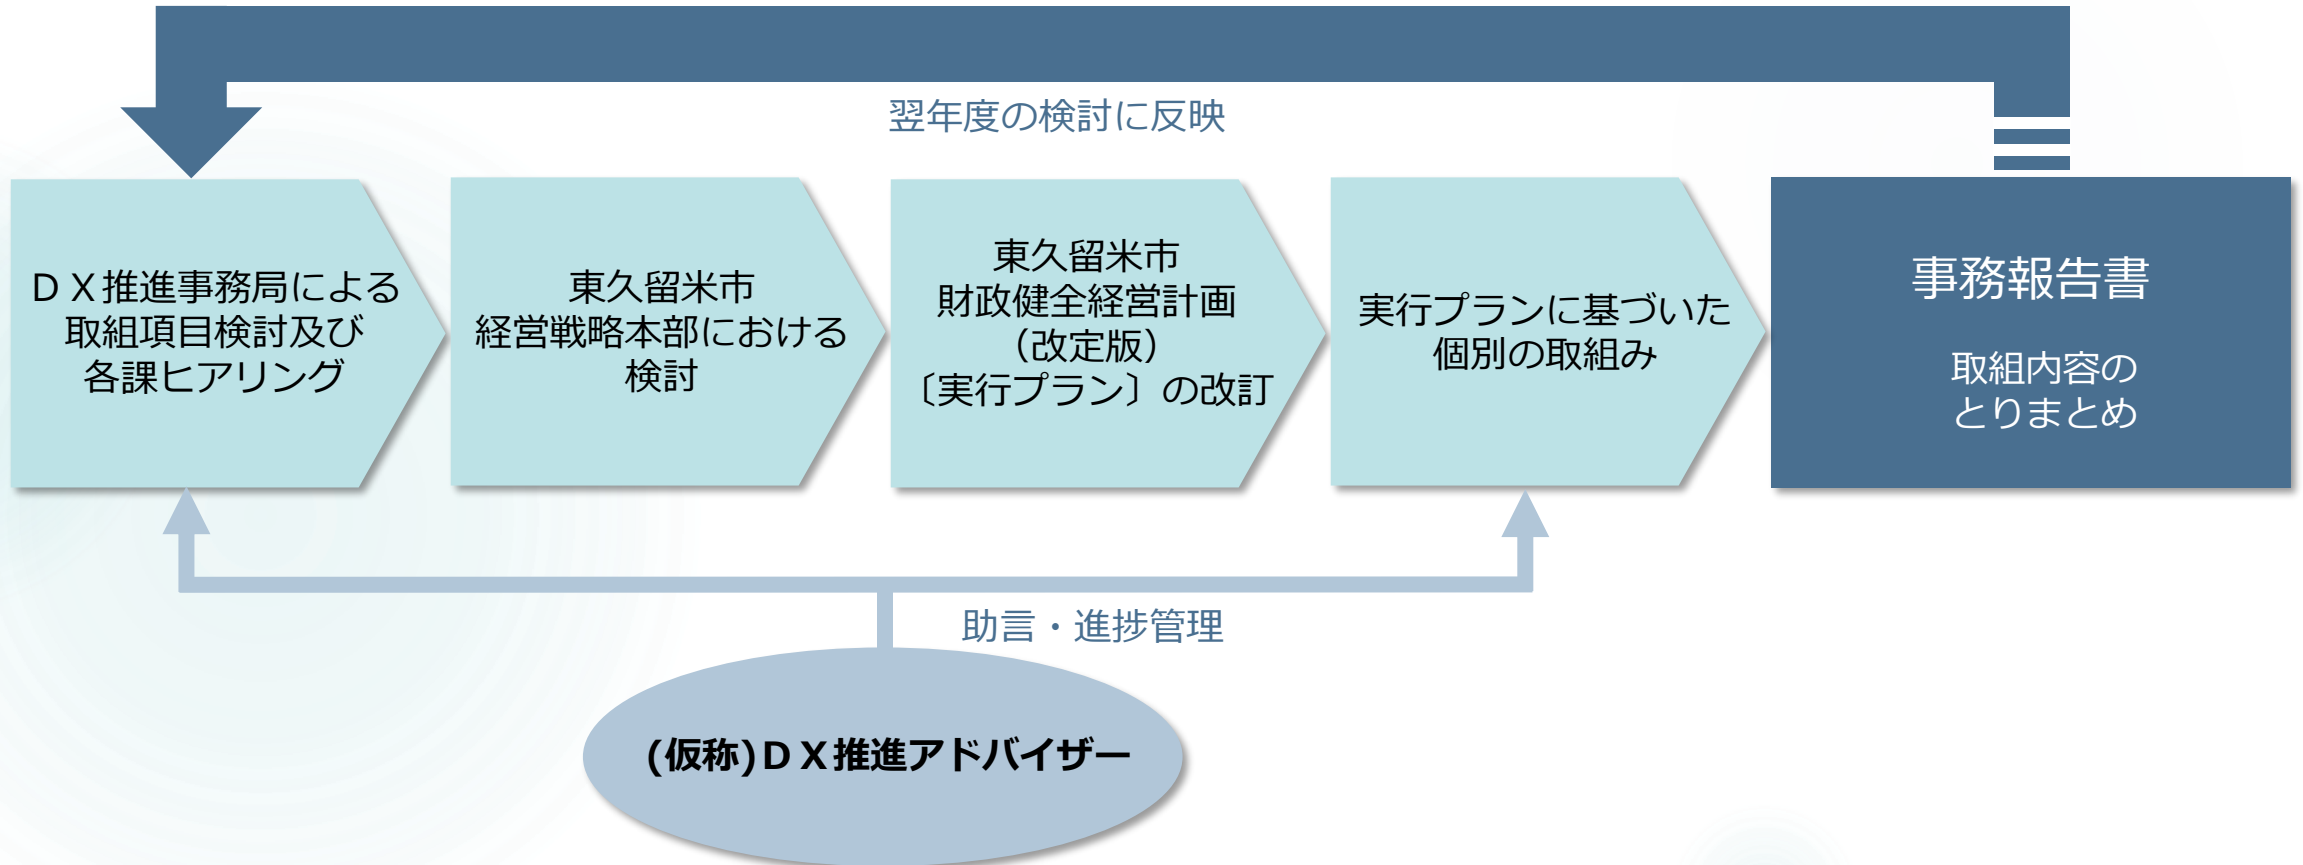 翌年度の検討に反映
ＤＸ推進事務局による
取組項目検討及び
各課ヒアリング
東久留米市
経営戦略本部における
検討
東久留米市
財政健全経営計画
（改定版）
〔実行プラン〕の改訂
実行プランに基づいた
個別の取組み
事務報告書
取組内容の
とりまとめ
助言・進捗管理
(仮称)ＤＸ推進アドバイザー